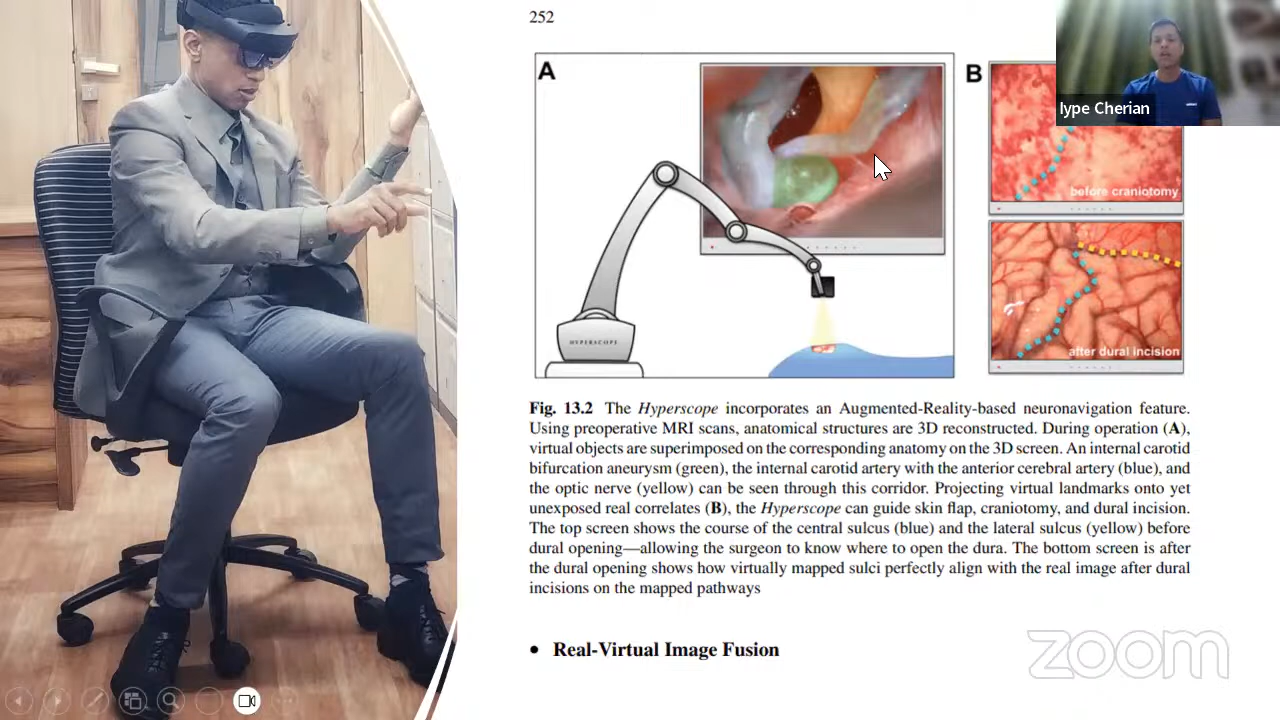 252
A
B
Iype Cherian
before craniotomy
HYPERSCOPE
after dural incision
Fig. 13.2 The Hyperscope incorporates an Augmented-Reality-based neuronavigation feature.
Using preoperative MRI scans, anatomical structures are 3D reconstructed. During operation (A),
virtual objects are superimposed on the corresponding anatomy on the 3D screen. An internal carotid
bifurcation aneurysm (green), the internal carotid artery with the anterior cerebral artery (blue), and
the optic nerve (yellow) can be seen through this corridor. Projecting virtual landmarks onto yet
unexposed real correlates (B), the Hyperscope can guide skin flap, craniotomy, and dural incision.
The top screen shows the course of the central sulcus (blue) and the lateral sulcus (yellow) before
dural opening—allowing the surgeon to know where to open the dura. The bottom screen is after
the dural opening shows how virtually mapped sulci perfectly align with the real image after dural
incisions on the mapped pathways
• Real-Virtual Image Fusion
zoom